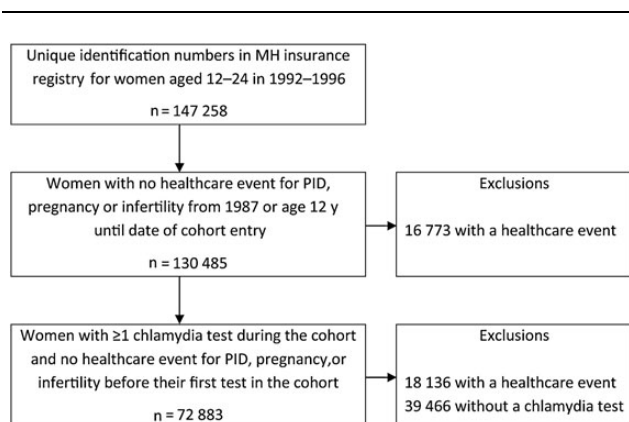 Unique identification numbers in MH insurance
registry for women aged 12–24 in 1992–1996
n = 147 258
Women with no healthcare event for PID,
pregnancy or infertility from 1987 or age 12 y
until date of cohort entry
n = 130 485
Exclusions
16 773 with a healthcare event
Women with ≥1 chlamydia test during the cohort
and no healthcare event for PID, pregnancy,or
infertility before their first test in the cohort
n = 72 883
Exclusions
18 136 with a healthcare event
39 466 without a chlamydia test